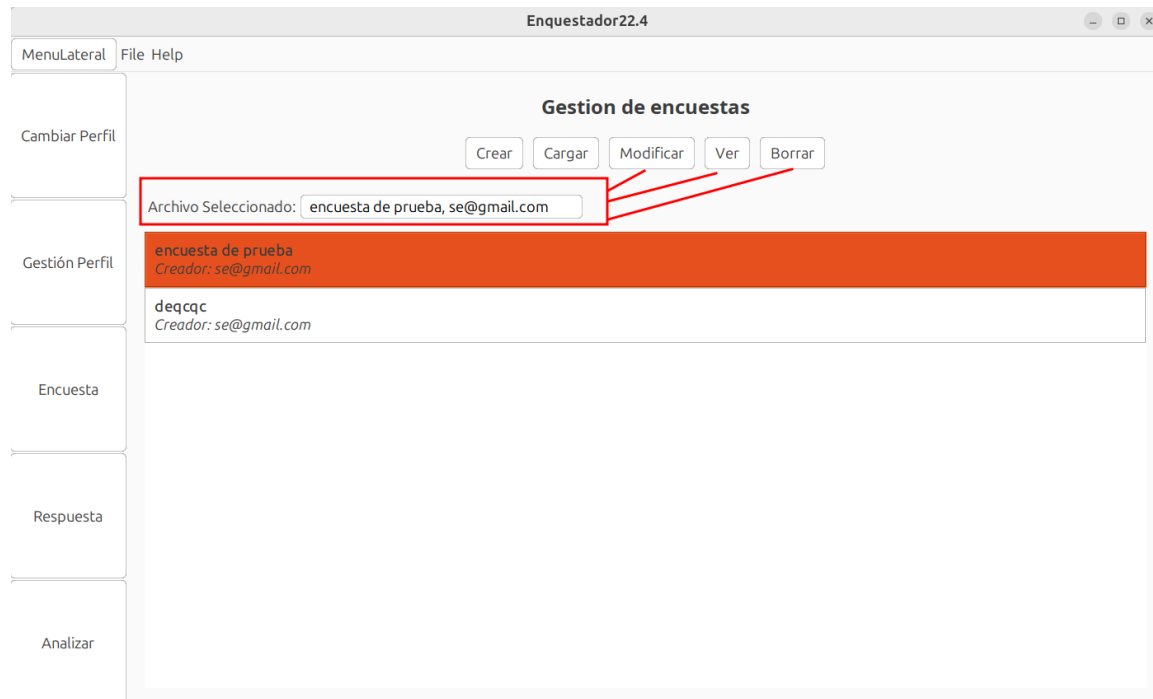 Enquestador22.4
MenuLateral File Help
Cambiar Perfil
Gestión Perfil
Encuesta
Respuesta
Analizar
Gestion de encuestas
Crear Cargar Modificar Ver Borrar
Archivo Seleccionado: encuesta de prueba, se@gmail.com
encuesta de prueba
Creador: se@gmail.com
deqcqc
Creador: se@gmail.com